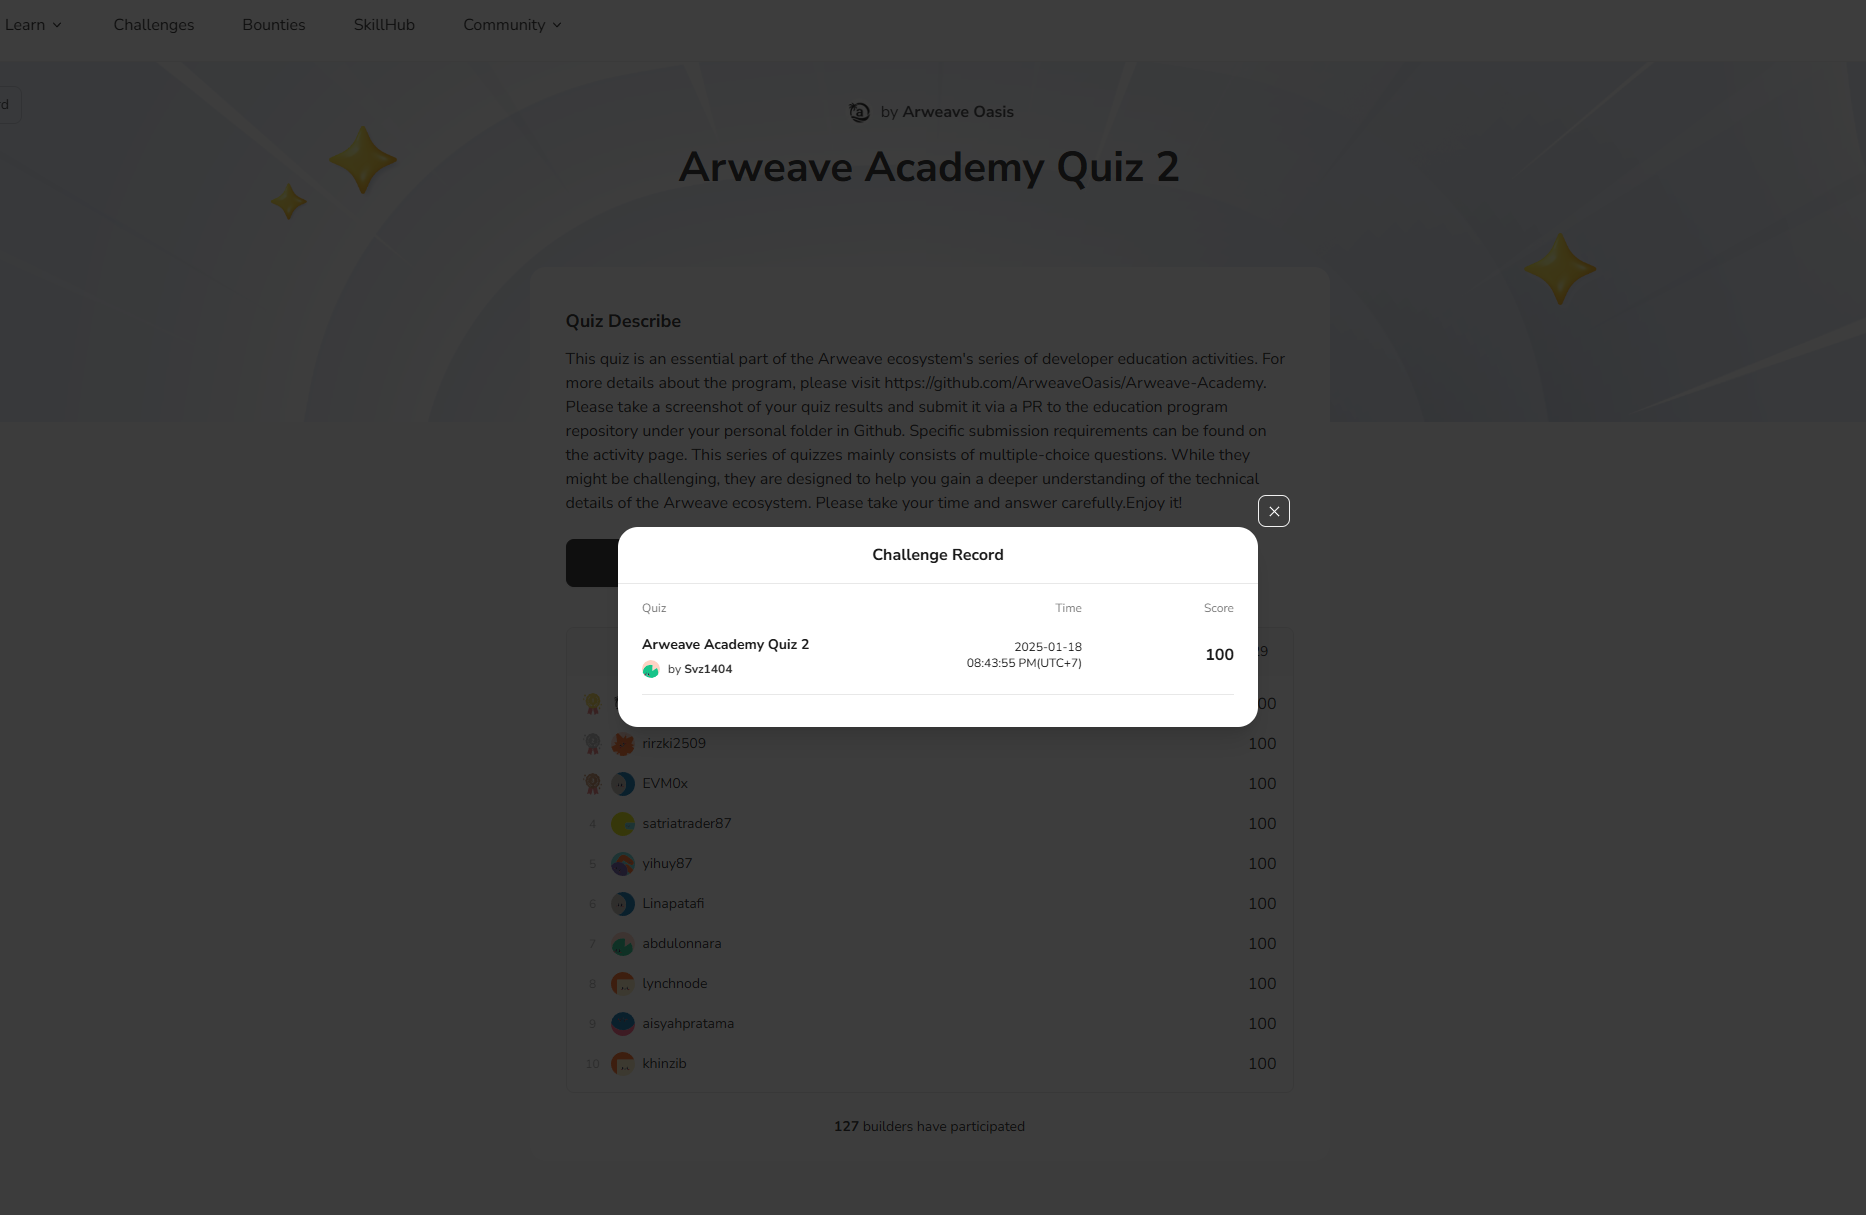 Learn
Challenges
Bounties
SkillHub
Community
d
by Arweave Oasis
Arweave Academy Quiz 2
Quiz Describe
This quiz is an essential part of the Arweave ecosystem's series of developer education activities. For
more details about the program, please visit https://github.com/ArweaveOasis/Arweave-Academy.
Please take a screenshot of your quiz results and submit it via a PR to the education program
repository under your personal folder in Github. Specific submission requirements can be found on
the activity page. This series of quizzes mainly consists of multiple-choice questions. While they
might be challenging, they are designed to help you gain a deeper understanding of the technical
details of the Arweave ecosystem. Please take your time and answer carefully.Enjoy it!
Challenge Record
Quiz Time Score
Arweave Academy Quiz 2
by Svz1404
2025-01-18
08:43:55 PM(UTC+7)
100
29
00
rirzki2509 100
EVM0x 100
4 satriatrader87 100
5 yihuy87 100
6 Linapatafi 100
7 abdulonnara 100
8 lynchnode 100
9 aisyahpratama 100
10 khinzib 100
127 builders have participated